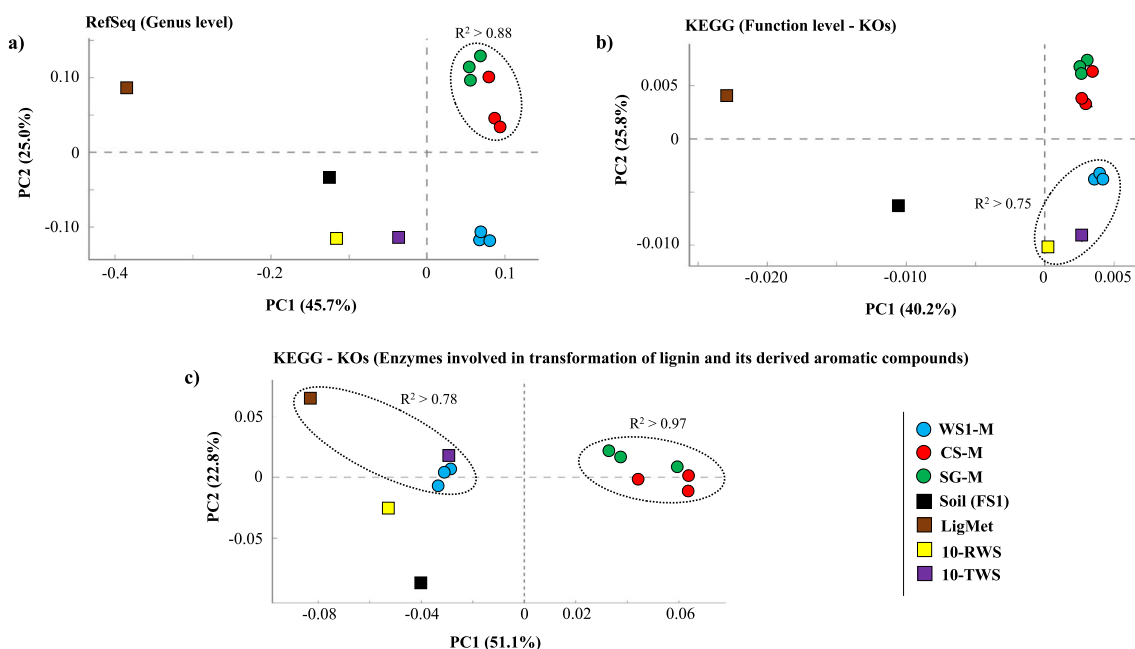 RefSeq (Genus level)
a)
R² > 0.88
0.10
0
-0.10
PC2 (25.0%)
-0.4
-0.2
0
0.1
PC1 (45.7%)
KEGG (Function level - KOs)
b)
0.005
0
-0.010
PC2 (25.8%)
R² > 0.75
-0.020
-0.010
0
0.005
PC1 (40.2%)
KEGG - KOs (Enzymes involved in transformation of lignin and its derived aromatic compounds)
c)
R² > 0.78
R² > 0.97
0.05
0
-0.05
PC2 (22.8%)
-0.08
-0.04
0
0.02
0.06
PC1 (51.1%)
WS1-M
CS-M
SG-M
Soil (FS1)
LigMet
10-RWS
10-TWS